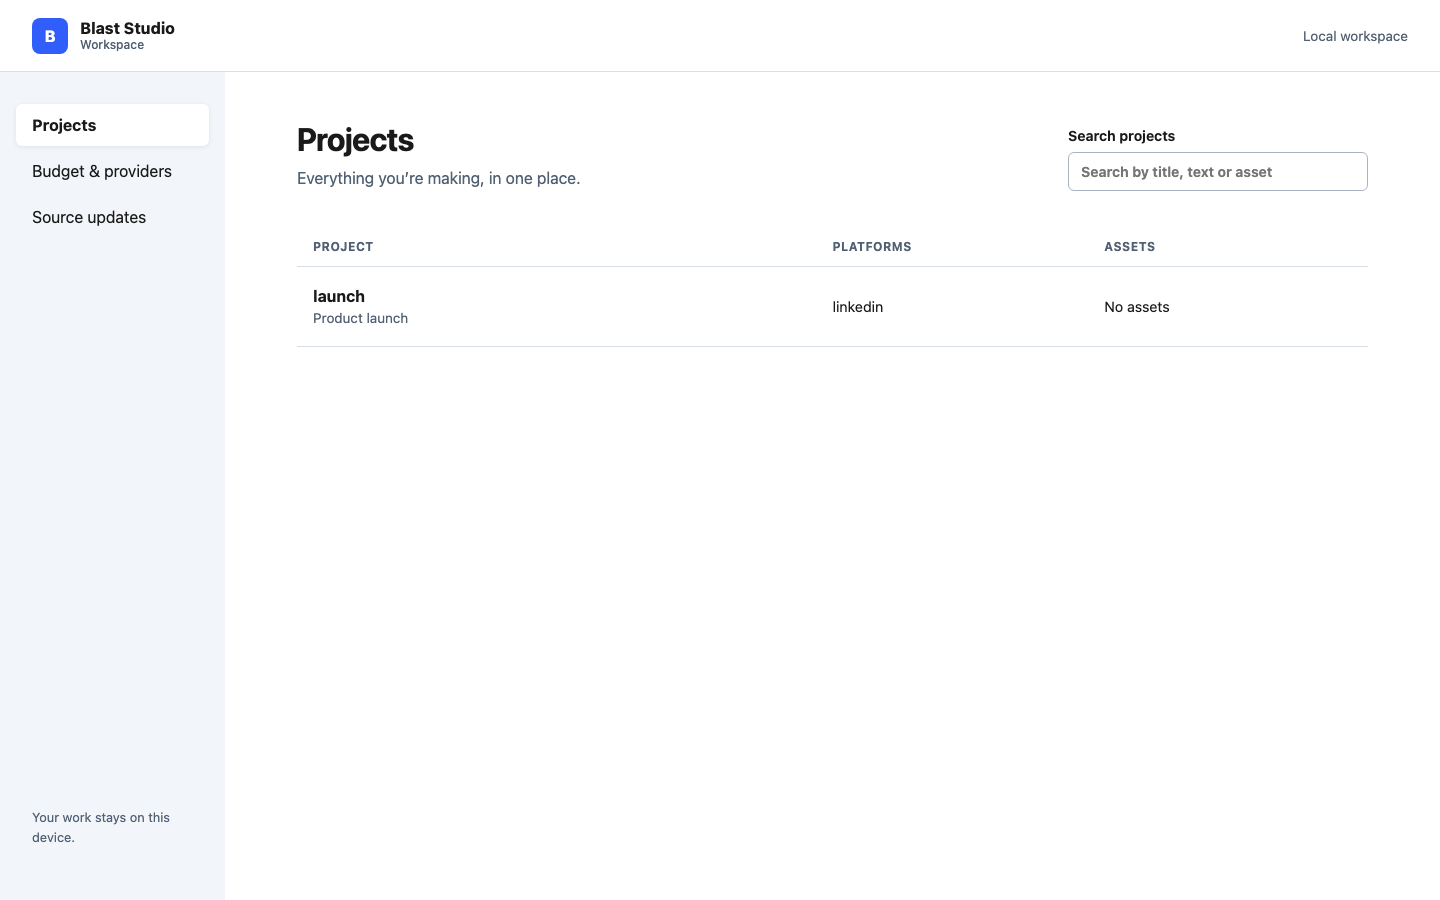 B
Blast Studio
Workspace
Local workspace
Projects
Budget & providers
Source updates
Your work stays on this
device.
Projects
Everything you’re making, in one place.
Search projects
Search by title, text or asset
PROJECT PLATFORMS ASSETS
launch
Product launch
linkedin
No assets